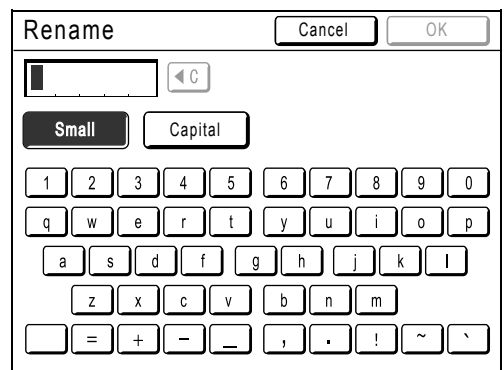 Rename Cancel OK
◀ C
Small Capital
1 2 3 4 5 6 7 8 9 0
q w e r t y u i o p
a s d f g h j k l
z x c v b n m
= + − _ , . ! ~ `